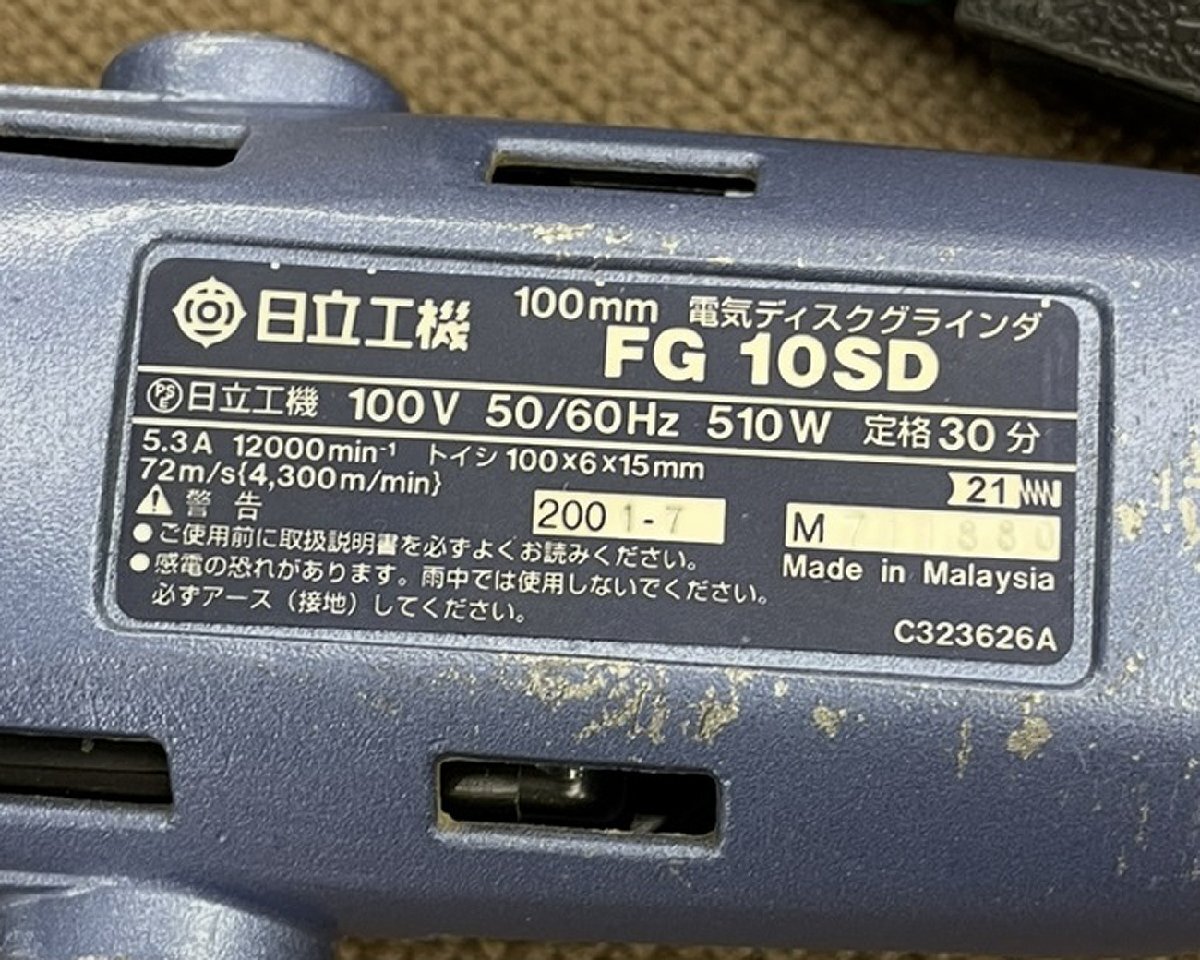 日立工機 100mm 電気ディスクグラインダ
FG 10SD
PSE 日立工機 100V 50/60Hz 510W 定格30分
5.3A 12000min⁻¹ トイシ100×6×15mm
72m/s{4,300m/min}
21
⚠警告
2001-7
M 711880
●ご使用前に取扱説明書を必ずよくお読みください。
Made in Malaysia
●感電の恐れがあります。雨中では使用しないでください。
必ずアース（接地）してください。
C323626A